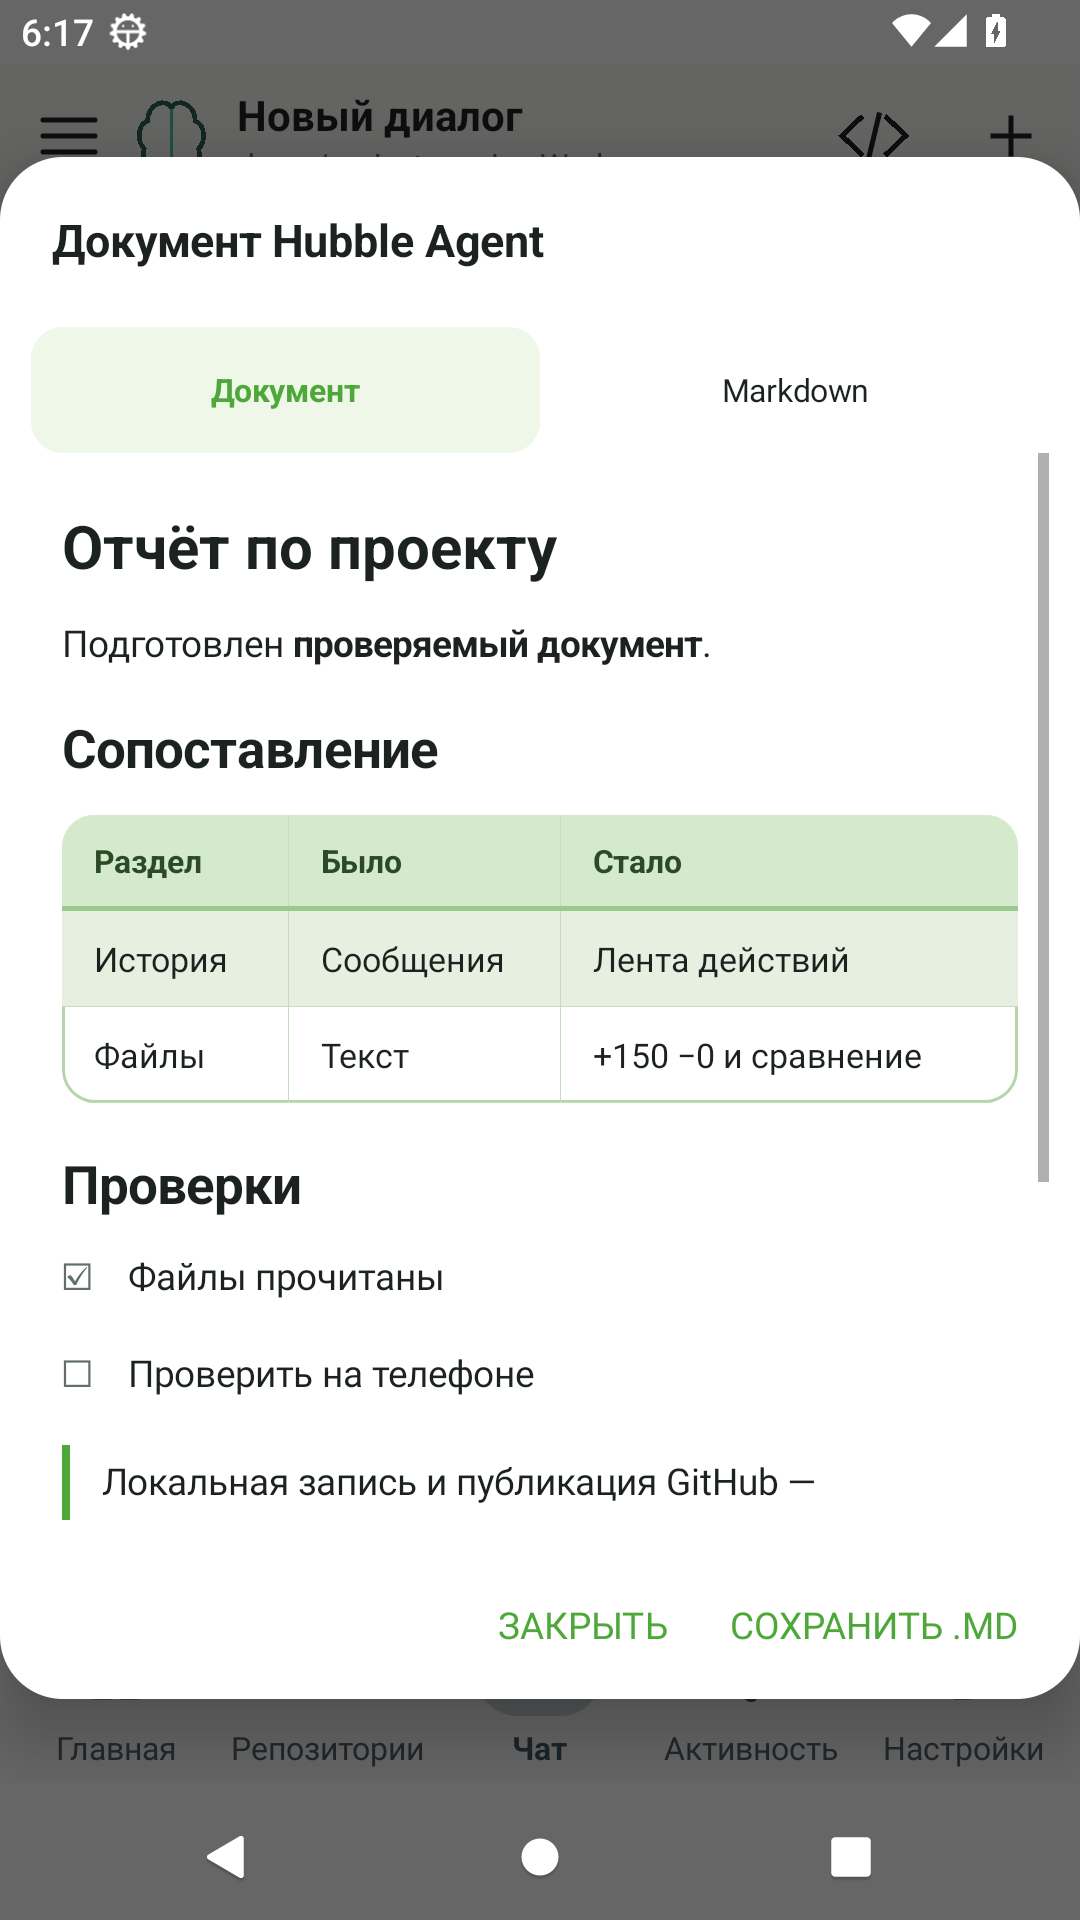 6:17
Новый диалог
Документ Hubble Agent
Документ
Markdown
Отчёт по проекту
Подготовлен проверяемый документ.
Сопоставление
Раздел Было Стало
История Сообщения Лента действий
Файлы Текст +150 −0 и сравнение
Проверки
☑ Файлы прочитаны
☐ Проверить на телефоне
Локальная запись и публикация GitHub —
ЗАКРЫТЬ СОХРАНИТЬ .MD
Главная Репозитории Чат Активность Настройки